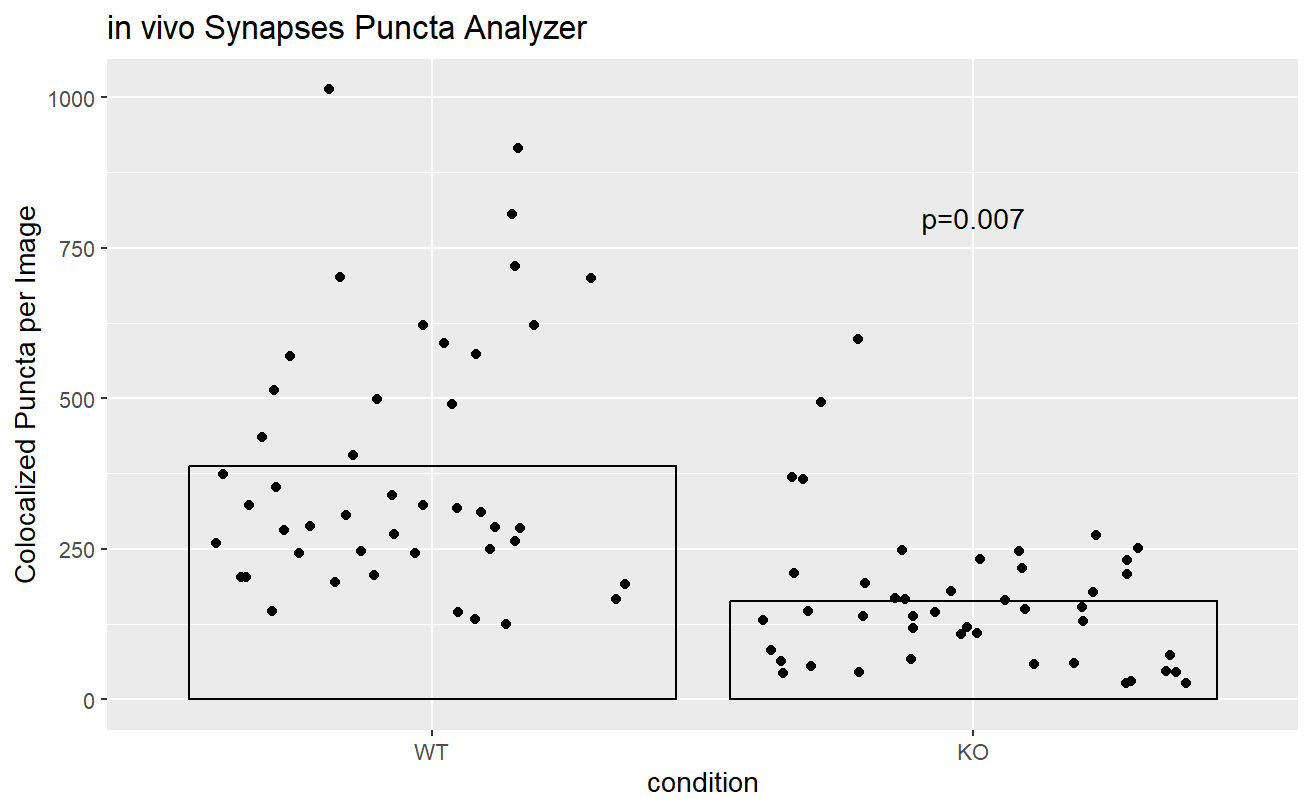 in vivo Synapses Puncta Analyzer
Colocalized Puncta per Image
1000
750
500
250
0
p=0.007
WT
KO
condition